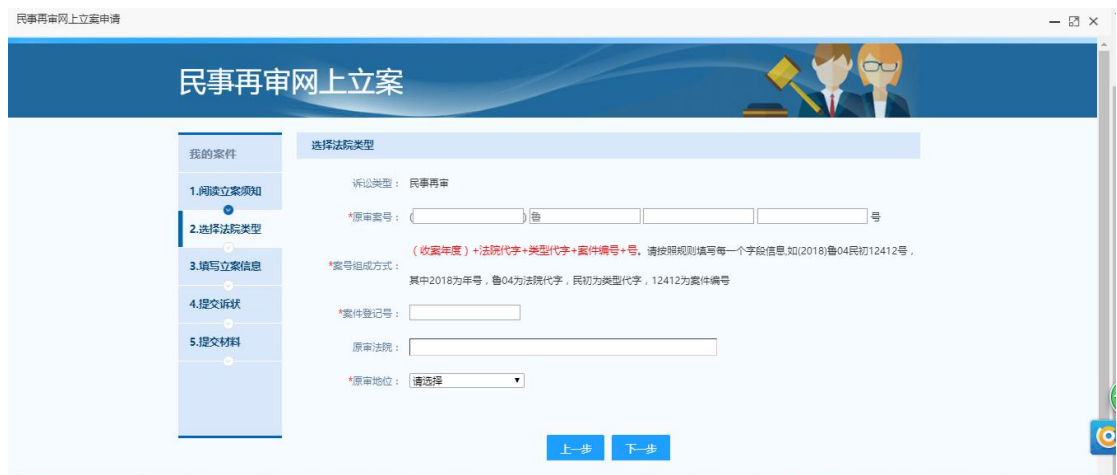 民事再审网上立案申请
民事再审网上立案
我的案件
1.阅读立案须知
2.选择法院类型
3.填写立案信息
4.提交诉状
5.提交材料
选择法院类型
诉讼类型： 民事再审
*原审案号： ( ) 鲁 号
*案号组成方式： （收案年度）+法院代字+类型代字+案件编号+号。请按照规则填写每一个字段信息,如(2018)鲁04民初12412号，
其中2018为年号，鲁04为法院代字，民初为类型代字，12412为案件编号
*案件登记号：
原审法院：
*原审地位： 请选择
上一步 下一步